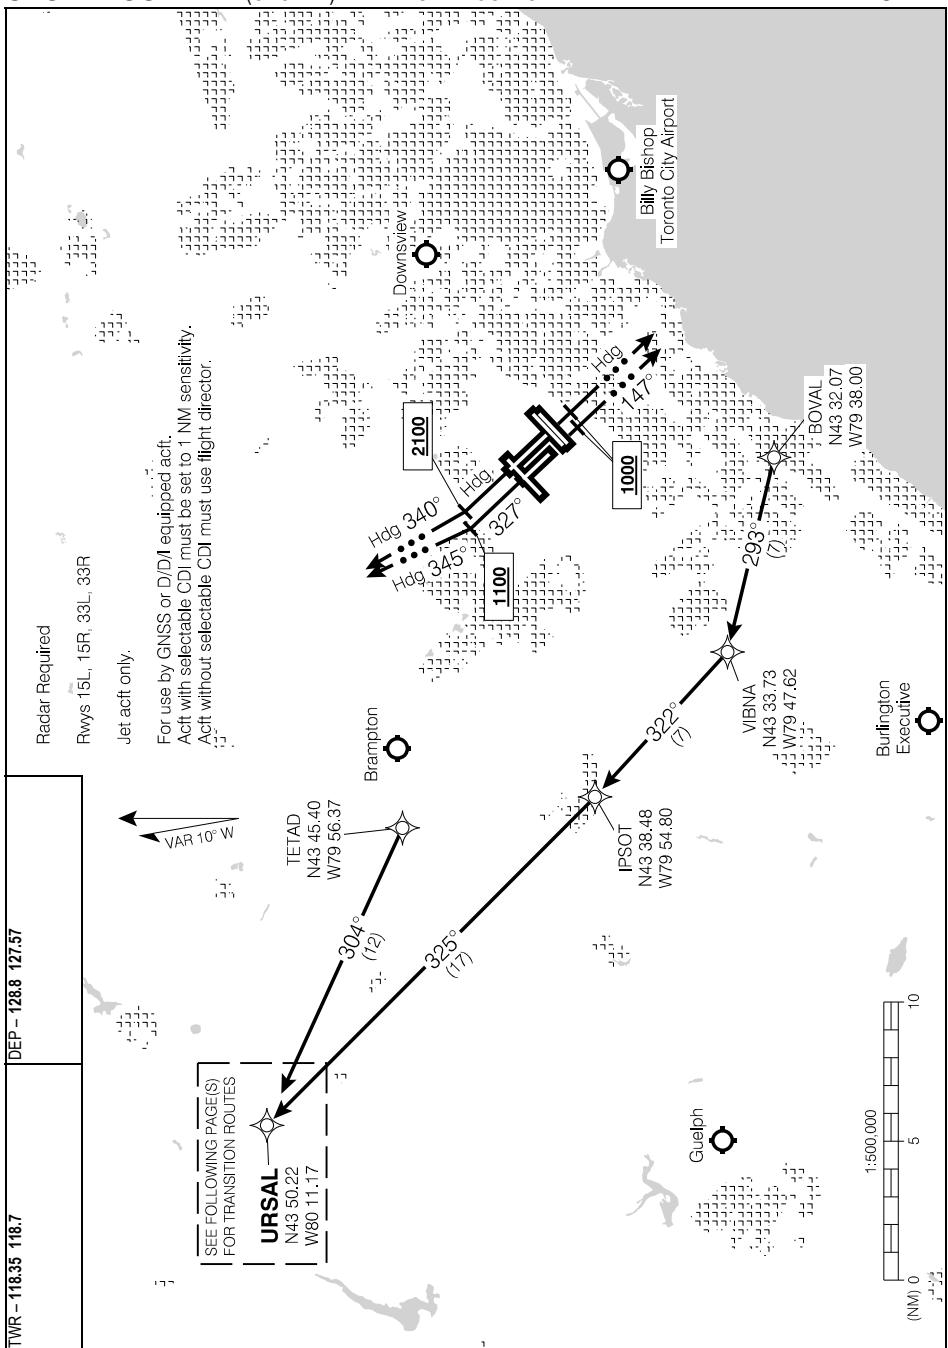 TWR – 118.35 118.7
DEP – 128.8 127.57
Radar Required
Rwys 15L, 15R, 33L, 33R
Jet acft only.
For use by GNSS or D/D/I equipped acft.
Acft with selectable CDI must be set to 1 NM sensitivity.
Acft without selectable CDI must use flight director.
VAR 10° W
SEE FOLLOWING PAGE(S)
FOR TRANSITION ROUTES
URSAL
N43 50.22
W80 11.17
304°
(12)
TETAD
N43 45.40
W79 56.37
Brampton
Hdg 340°
Hdg 345°
2100
Hdg
327°
1100
Downsview
Hdg
147°
1000
Billy Bishop
Toronto City Airport
325°
(17)
IPSOT
N43 38.48
W79 54.80
322°
(7)
VIBNA
N43 33.73
W79 47.62
293°
(7)
BOVAL
N43 32.07
W79 38.00
Guelph
Burlington
Executive
1:500,000
(NM) 0
5
10